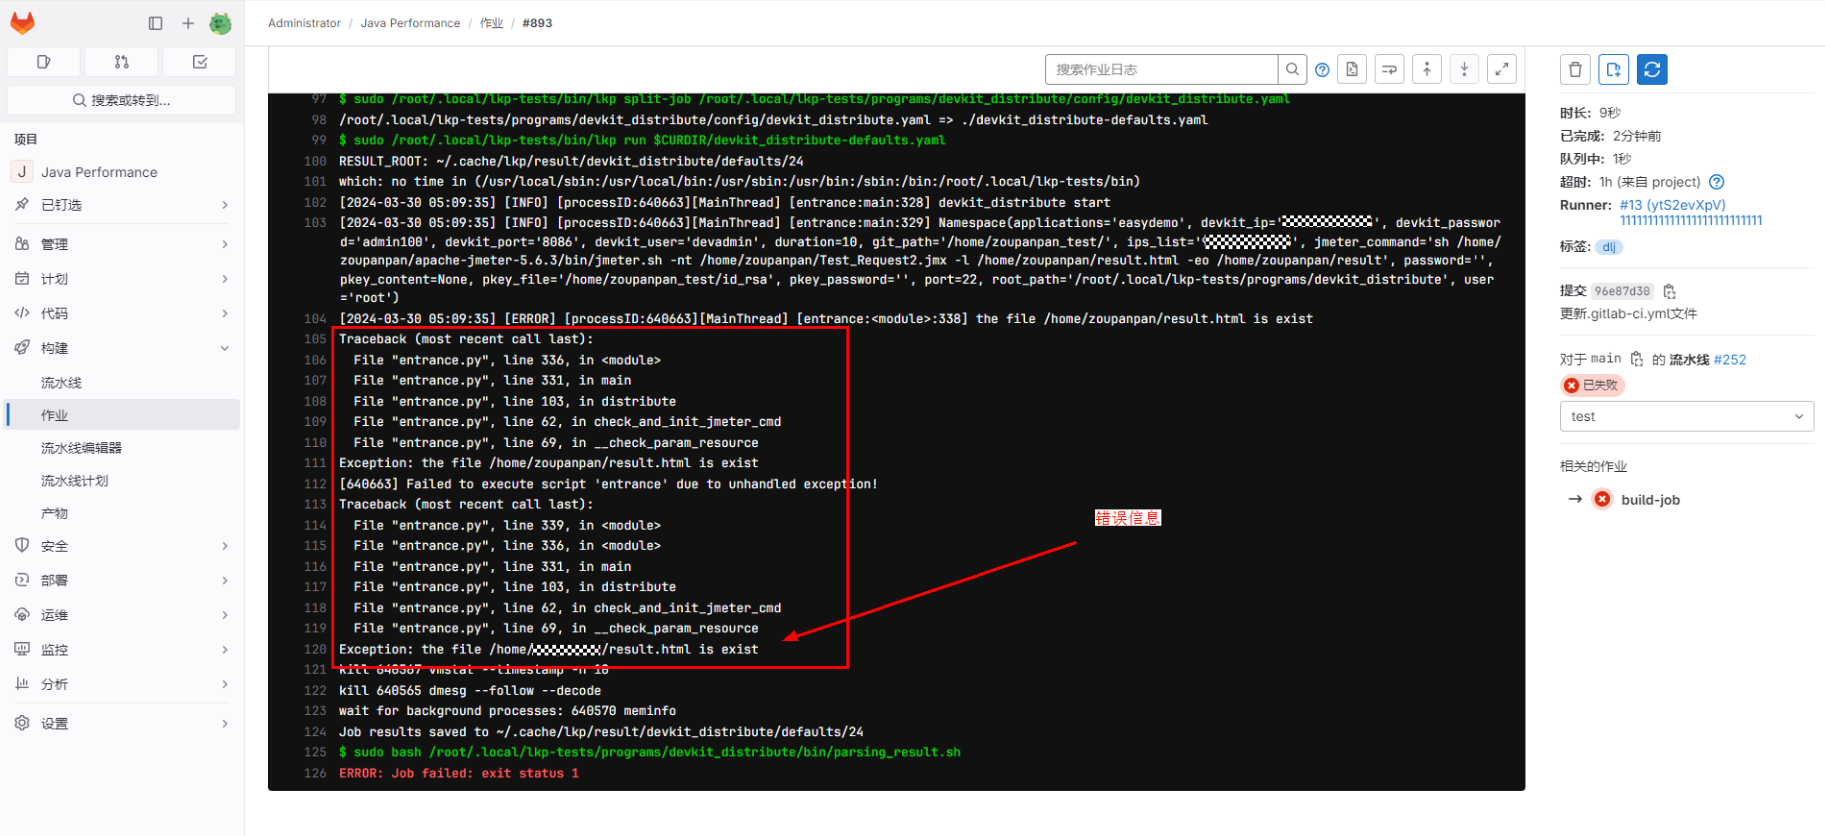 Administrator / Java Performance / 作业 / #893
搜索或转到...
项目
J Java Performance
已钉选
管理
计划
代码
构建
流水线
作业
流水线编辑器
流水线计划
产物
安全
部署
运维
监控
分析
设置
搜索作业日志
97 $ sudo /root/.local/lkp-tests/bin/lkp split-job /root/.local/lkp-tests/programs/devkit_distribute/config/devkit_distribute.yaml
98 /root/.local/lkp-tests/programs/devkit_distribute/config/devkit_distribute.yaml => ./devkit_distribute-defaults.yaml
99 $ sudo /root/.local/lkp-tests/bin/lkp run $CURDIR/devkit_distribute-defaults.yaml
100 RESULT_ROOT: ~/.cache/lkp/result/devkit_distribute/defaults/24
101 which: no time in (/usr/local/sbin:/usr/local/bin:/usr/sbin:/usr/bin:/sbin:/bin:/root/.local/lkp-tests/bin)
102 [2024-03-30 05:09:35] [INFO] [processID:640663][MainThread] [entrance:main:328] devkit_distribute start
103 [2024-03-30 05:09:35] [INFO] [processID:640663][MainThread] [entrance:main:329] Namespace(applications='easydemo', devkit_ip=' ', devkit_passwor
d='admin100', devkit_port='8086', devkit_user='devadmin', duration=10, git_path='/home/zoupanpan_test/', ips_list=' ', jmeter_command='sh /home/
zoupanpan/apache-jmeter-5.6.3/bin/jmeter.sh -nt /home/zoupanpan/Test_Request2.jmx -l /home/zoupanpan/result.html -eo /home/zoupanpan/result', password='',
pkey_content=None, pkey_file='/home/zoupanpan_test/id_rsa', pkey_password='', port=22, root_path='/root/.local/lkp-tests/programs/devkit_distribute', user
='root')
104 [2024-03-30 05:09:35] [ERROR] [processID:640663][MainThread] [entrance:<module>:338] the file /home/zoupanpan/result.html is exist
105 Traceback (most recent call last):
106 File "entrance.py", line 336, in <module>
107 File "entrance.py", line 331, in main
108 File "entrance.py", line 103, in distribute
109 File "entrance.py", line 62, in check_and_init_jmeter_cmd
110 File "entrance.py", line 69, in __check_param_resource
111 Exception: the file /home/zoupanpan/result.html is exist
112 [640663] Failed to execute script 'entrance' due to unhandled exception!
113 Traceback (most recent call last):
114 File "entrance.py", line 339, in <module>
115 File "entrance.py", line 336, in <module>
116 File "entrance.py", line 331, in main
117 File "entrance.py", line 103, in distribute
118 File "entrance.py", line 62, in check_and_init_jmeter_cmd
119 File "entrance.py", line 69, in __check_param_resource
120 Exception: the file /home/ /result.html is exist
121 kill 640567 vmstat --timestamp -n 10
122 kill 640565 dmesg --follow --decode
123 wait for background processes: 640570 meminfo
124 Job results saved to ~/.cache/lkp/result/devkit_distribute/defaults/24
125 $ sudo bash /root/.local/lkp-tests/programs/devkit_distribute/bin/parsing_result.sh
126 ERROR: Job failed: exit status 1
错误信息
时长: 9秒
已完成: 2分钟前
队列中: 1秒
超时: 1h (来自 project)
Runner: #13 (ytS2evXpV)
标签: dlj
提交 96e87d30
更新.gitlab-ci.yml文件
对于 main 的 流水线 #252
已失败
test
相关的作业
→ build-job